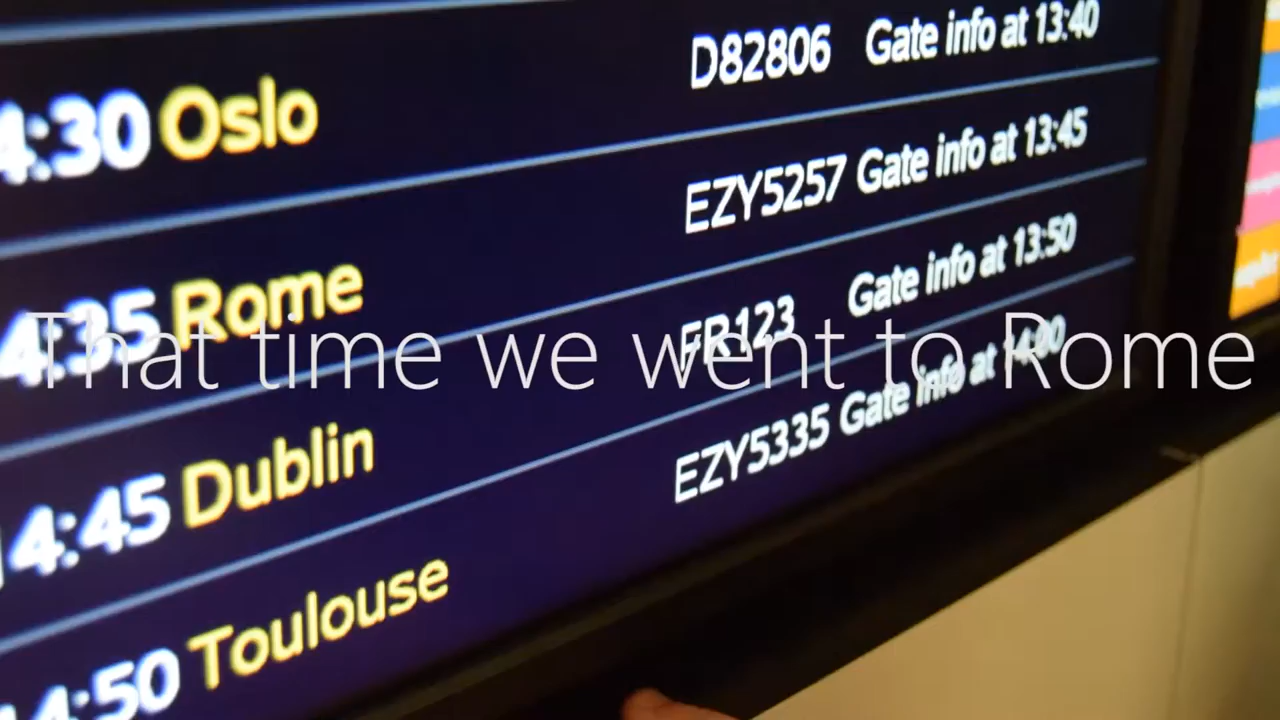 4:30 Oslo D82806 Gate info at 13:40
4:35 Rome EZY5257 Gate info at 13:45
That time we went to Rome
14:45 Dublin FR123 Gate info at 13:50
14:50 Toulouse EZY5335 Gate info at 14:00